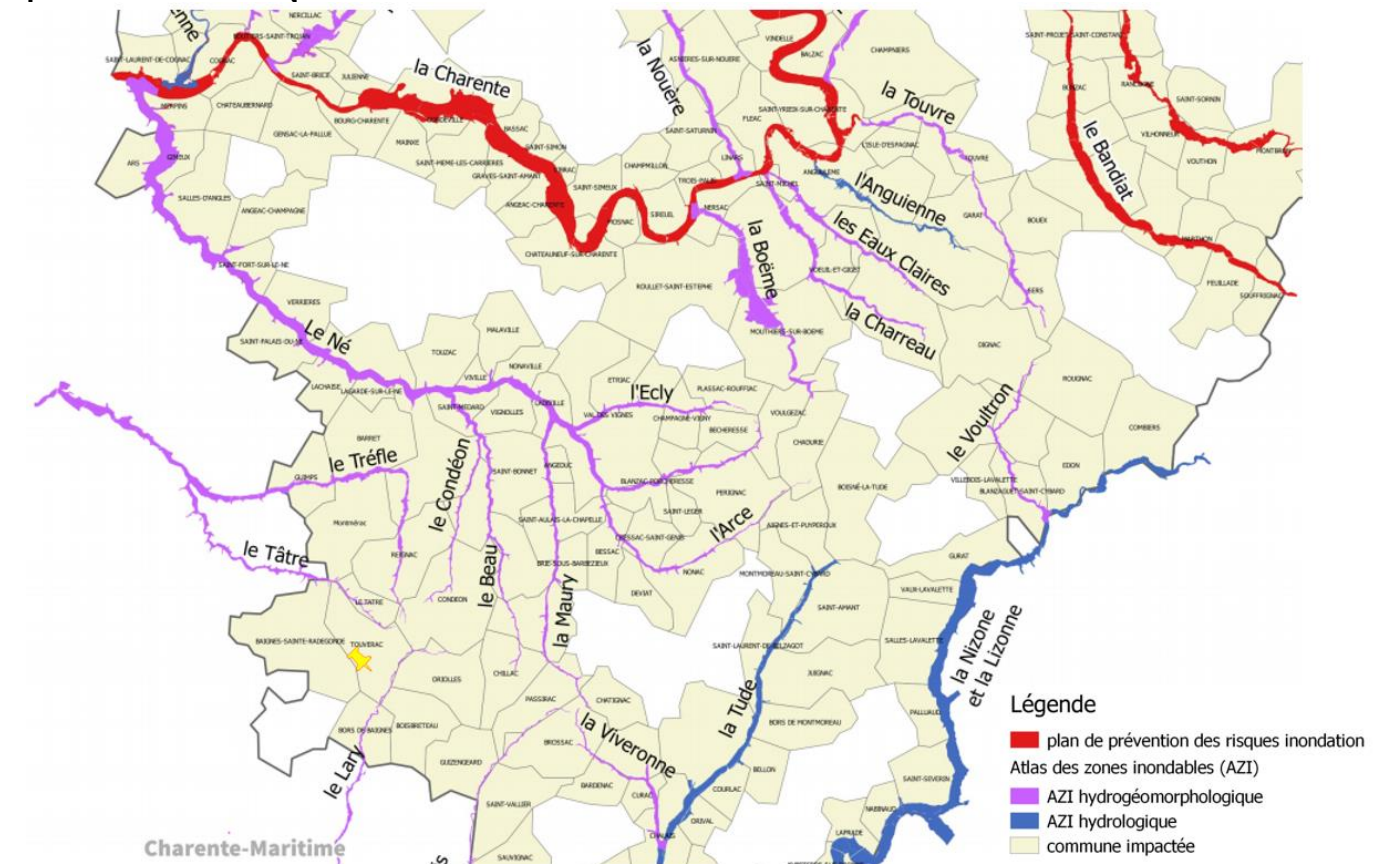 NERCILLAC
SAINT-LAURENT-DE-COGNAC
COGNAC
SAINT-BRICE
JULIENNE
la Charente
MERPINS
CHATEAUBERNARD
BOURG-CHARENTE
GENSAC-LA-PALLUE
MAINXE
BASSAC
SAINT-SIMON
SAINT-MEME-LES-CARRIERES
GRAVES-SAINT-AMANT
ANGEAC-CHARENTE
SAINT-SIMEUX
MOSNAC
SIREUIL
CHATEAUNEUF-SUR-CHARENTE
CHAMPMILLON
TROIS-PALIS
NERSAC
LINARS
SAINT-MICHEL
la Nouère
ASNIERES-SUR-NOUERE
SAINT-SATURNIN
FLEAC
VINDELLE
BALZAC
CHAMPNIERS
SAINT-YRIEIX-SUR-CHARENTE
la Touvre
L'ISLE-D'ESPAGNAC
TOUVRE
ANGOULEME
l'Anguienne
les Eaux Claires
GARAT
BOUEX
SERS
DIGNAC
SAINT-PROJET-SAINT-CONSTANT
BUNZAC
RANCOGNE
SAINT-SORNIN
VILHONNEUR
VOUTHON
MONTBRON
le Bandiat
MARTHON
FEUILLADE
SOUFFRIGNAC
ARS
GIMEUX
SALLES-D'ANGLES
ANGEAC-CHAMPAGNE
SAINT-FORT-SUR-LE-NE
VERRIERES
SAINT-PALAIS-DU-NE
Le Né
LACHAISE
LAGARDE-SUR-LE-NE
ROULLET-SAINT-ESTEPHE
la Boëme
MOUTHIERS-SUR-BOEME
VOEUIL-ET-GIGET
la Charreau
MALAVILLE
TOUZAC
NONAVILLE
VIVILLE
SAINT-MEDARD
VIGNOLLES
LADIVILLE
ETRIAC
l'Ecly
PLASSAC-ROUFFIAC
VAL DES VIGNES
CHAMPAGNE-VIGNY
BECHERESSE
VOULGEZAC
CHADURIE
le Voultron
ROUGNAC
COMBIERS
EDON
VILLEBOIS-LAVALETTE
BLANZAGUET-SAINT-CYBARD
BARRET
le Tréfle
GUIMPS
Montmérac
le Tâtre
REIGNAC
LE TATRE
le Condéon
CONDEON
le Beau
SAINT-BONNET
ANGEDUC
BLANZAC-PORCHERESSE
PERIGNAC
SAINT-LEGER
SAINT-AULAIS-LA-CHAPELLE
CRESSAC-SAINT-GENIS
l'Arce
BESSAC
BRIE-SOUS-BARBEZIEUX
NONAC
DEVIAT
la Maury
BOISNE-LA-TUDE
AIGNES-ET-PUYPEROUX
MONTMOREAU-SAINT-CYBARD
SAINT-AMANT
GURAT
VAUX-LAVALETTE
SALLES-LAVALETTE
la Nizone
et la Lizonne
BAIGNES-SAINTE-RADEGONDE
TOUVERAC
ORIOLLES
CHILLAC
PASSIRAC
CHATIGNAC
BORS DE BAIGNES
BOISBRETEAU
le Lary
GUIZENGEARD
BROSSAC
la Viveronne
BARDENAC
CURAC
CHALAIS
SAINT-VALLIER
SAUVIGNAC
SAINT-LAURENT-DE-BELZAGOT
JUIGNAC
la Tude
BORS DE MONTMOREAU
BELLON
COURLAC
ORIVAL
PALLUAUD
SAINT-SEVERIN
NABINAUD
LAPRADE
Charente-Maritime
Légende
plan de prévention des risques inondation
Atlas des zones inondables (AZI)
AZI hydrogéomorphologique
AZI hydrologique
commune impactée